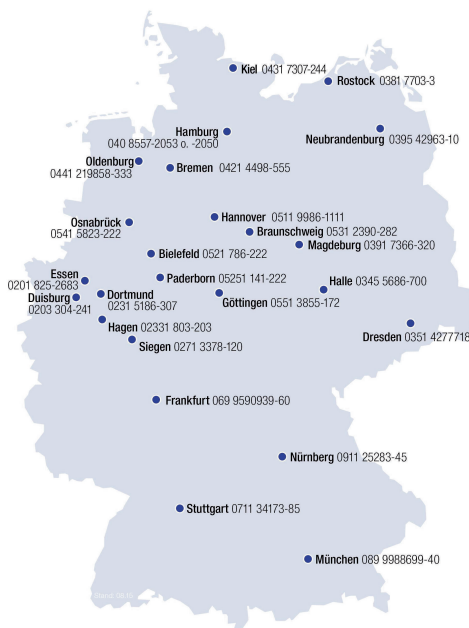 Kiel 0431 7307-244
Rostock 0381 7703-3
Hamburg
040 8557-2053 o. -2050
Neubrandenburg 0395 42963-10
Oldenburg
0441 219858-333
Bremen 0421 4498-555
Hannover 0511 9986-1111
Osnabrück
0541 5823-222
Braunschweig 0531 2390-282
Magdeburg 0391 7366-320
Bielefeld 0521 786-222
Essen
0201 825-2683
Paderborn 05251 141-222
Halle 0345 5686-700
Duisburg
0203 304-241
Dortmund
0231 5186-307
Göttingen
0551 3855-172
Hagen 02331 803-203
Dresden 0351 4277718
Siegen 0271 3378-120
Frankfurt 069 9590939-60
Nürnberg 0911 25283-45
Stuttgart 0711 34173-85
München 089 9988699-40
Stand: